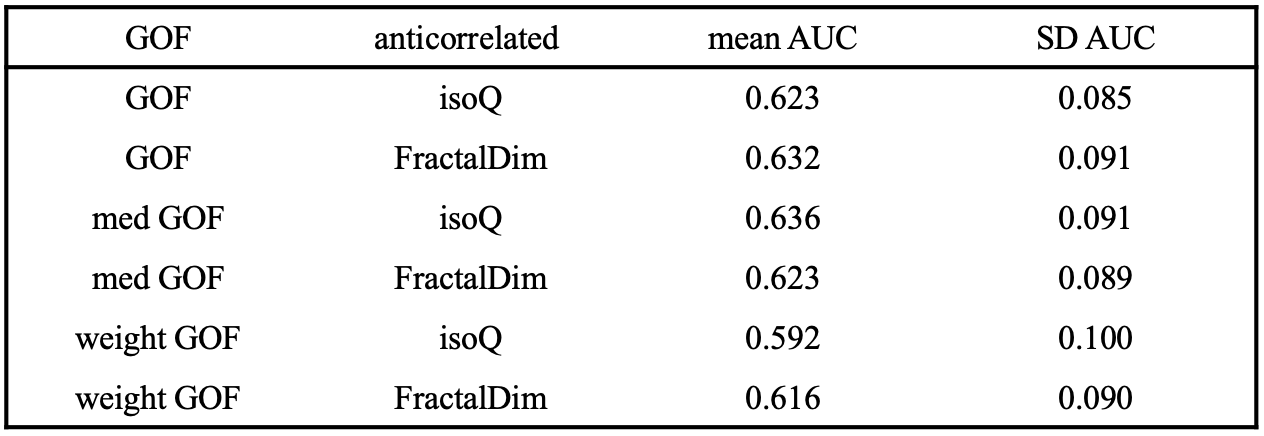 GOF anticorrelated mean AUC SD AUC
GOF isoQ 0.623 0.085
GOF FractalDim 0.632 0.091
med GOF isoQ 0.636 0.091
med GOF FractalDim 0.623 0.089
weight GOF isoQ 0.592 0.100
weight GOF FractalDim 0.616 0.090